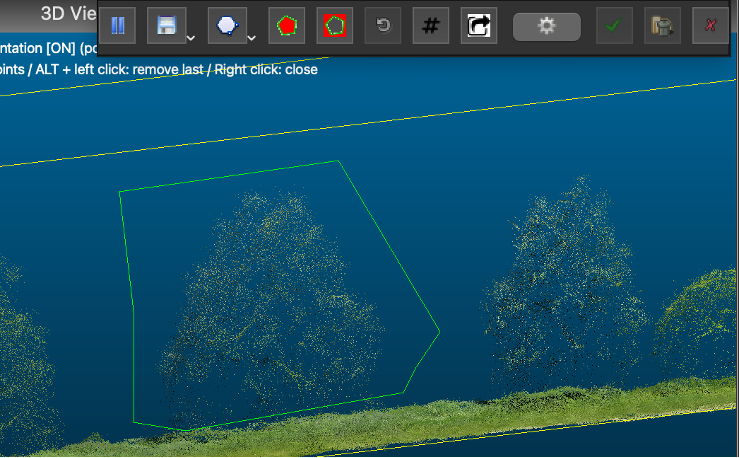 3D Vie
ntation [ON] (po
#
oints / ALT + left click: remove last / Right click: close